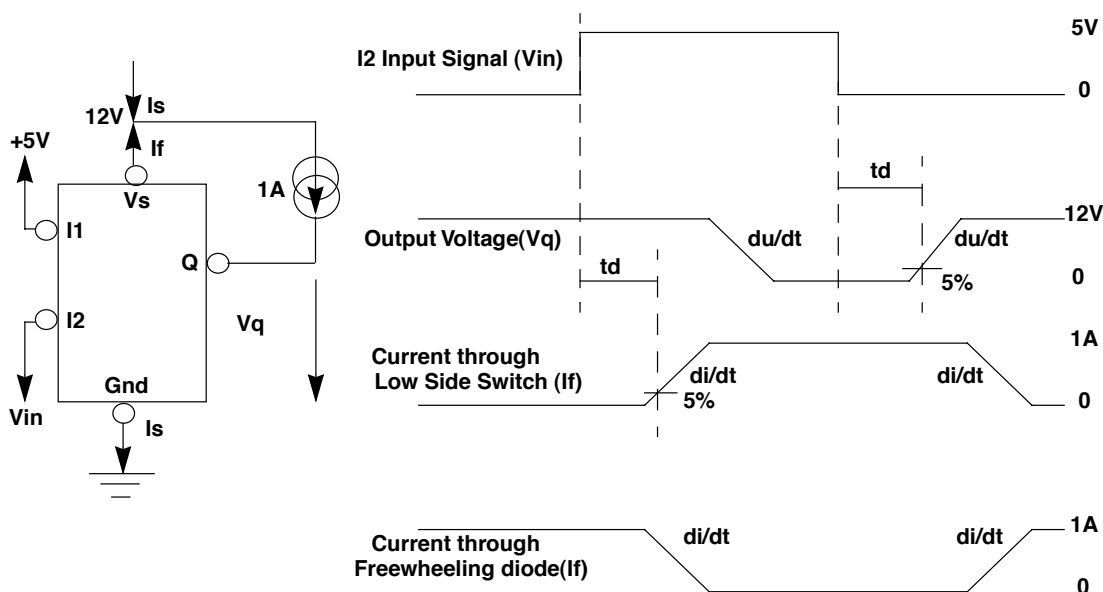 I2 Input Signal (Vin)
5V
0
12V
Is
If
+5V
Vs
1A
I1
Q
I2
Vq
Gnd
Vin
Is
td
Output Voltage(Vq)
du/dt
du/dt
12V
td
5%
0
Current through
Low Side Switch (If)
di/dt
di/dt
1A
5%
0
Current through
Freewheeling diode(If)
di/dt
di/dt
1A
0